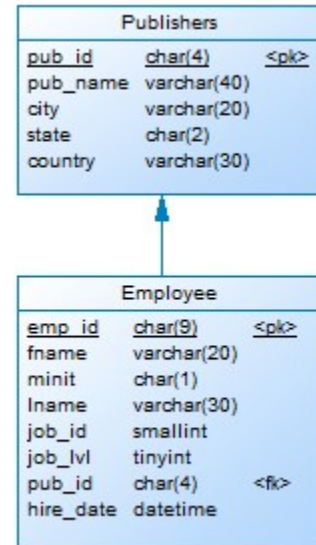 Publishers
pub_id char(4) <pk>
pub_name varchar(40)
city varchar(20)
state char(2)
country varchar(30)
Employee
emp_id char(9) <pk>
fname varchar(20)
minit char(1)
lname varchar(30)
job_id smallint
job_lvl tinyint
pub_id char(4) <fk>
hire_date datetime